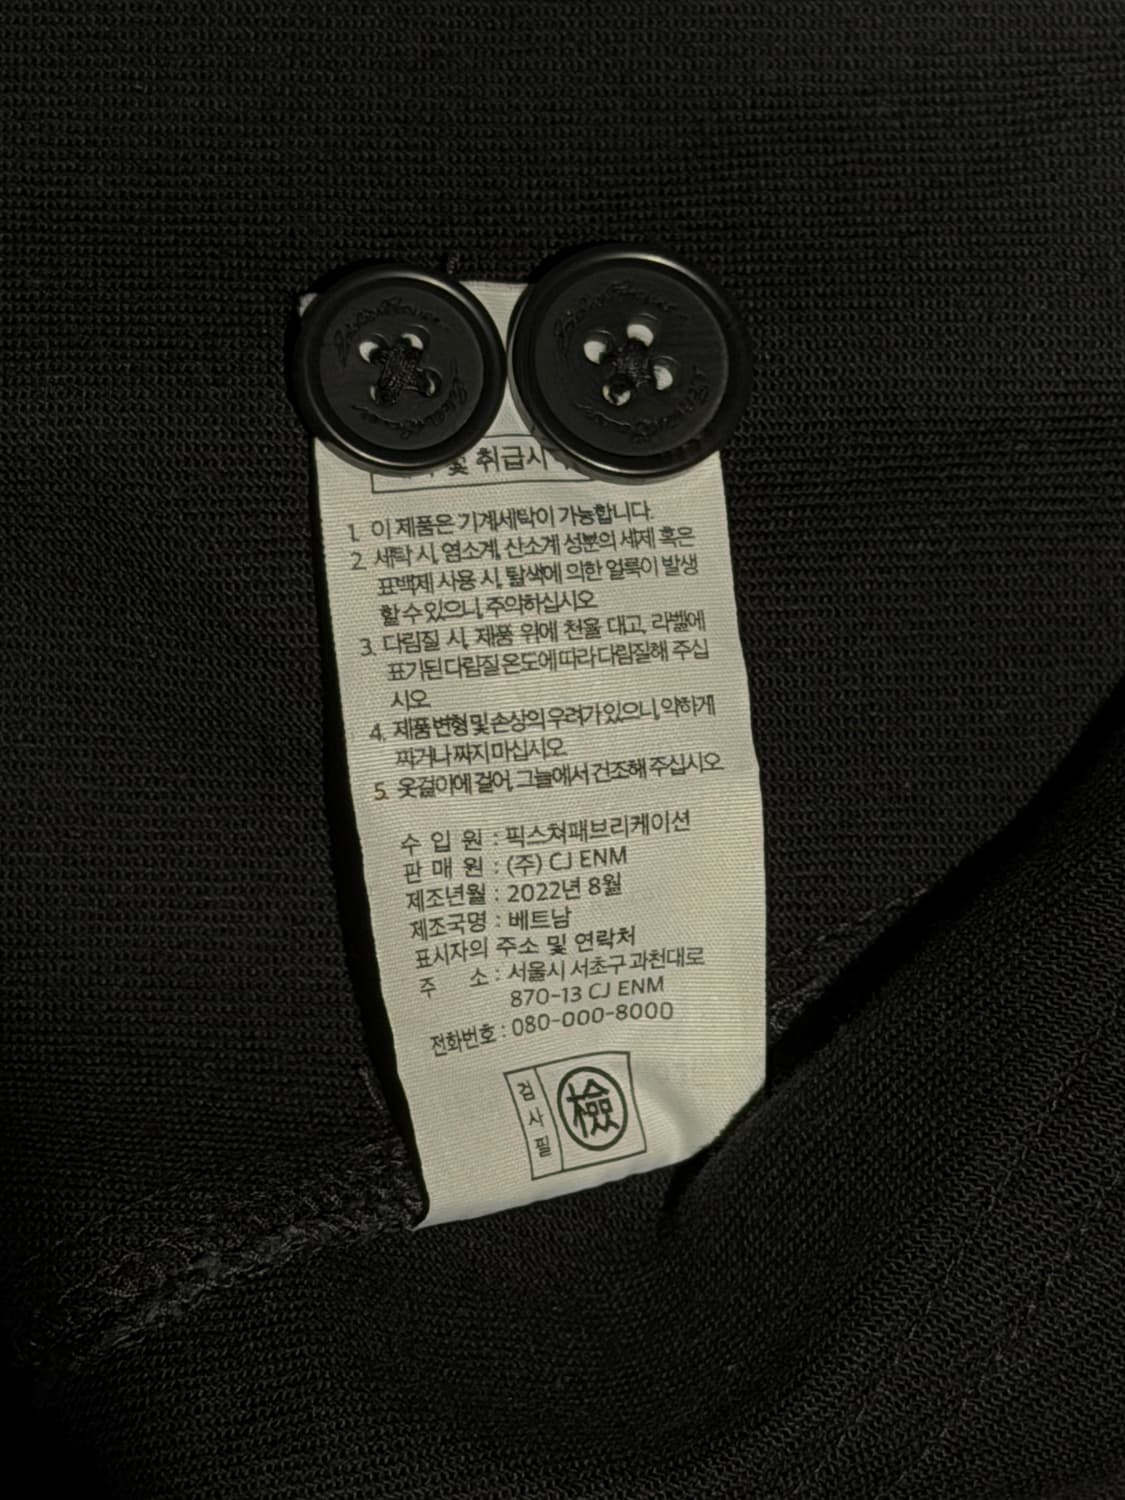 및 취급시
1. 이 제품은 기계세탁이 가능합니다.
2. 세탁 시, 염소계, 산소계 성분의 세제 혹은
표백제 사용 시, 탈색에 의한 얼룩이 발생
할 수 있으니, 주의하십시오
3. 다림질 시, 제품 위에 천을 대고, 라벨에
표기된 다림질 온도에 따라 다림질해 주십
시오
4. 제품 변형 및 손상의 우려가 있으니, 약하게
짜거나 짜지 마십시오
5. 옷걸이에 걸어, 그늘에서 건조해 주십시오
수 입 원 : 픽스쳐패브리케이션
판 매 원 : (주) CJ ENM
제조년월 : 2022년 8월
제조국명 : 베트남
표시자의 주소 및 연락처
주 소 : 서울시 서초구 과천대로
870-13 CJ ENM
전화번호 : 080-000-8000
검사필
檢